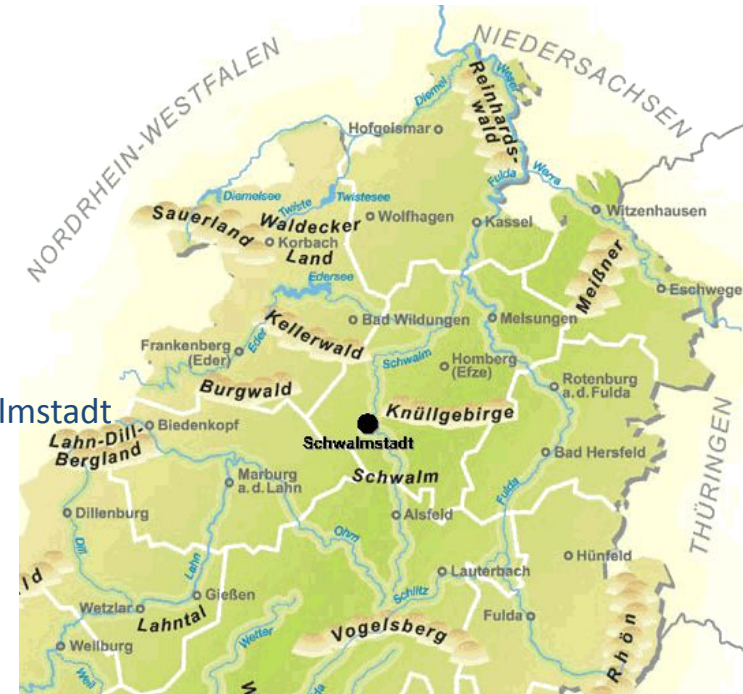 NIEDERSACHSEN
NORDRHEIN-WESTFALEN
Reinhards-
wald
Weser
Diemel
Hofgeismar
Fulda
Werra
Diemelsee
Twiste
Twistesee
Witzenhausen
Sauerland
Waldecker
Land
Wolfhagen
Kassel
Korbach
Meißner
Edersee
Eschwege
Kellerwald
Bad Wildungen
Melsungen
Frankenberg
(Eder)
Eder
Schwalm
Homberg
(Efze)
Burgwald
Rotenburg
a.d.Fulda
lmstadt
Knüllgebirge
Biedenkopf
Lahn-Dill-
Bergland
Schwalmstadt
Bad Hersfeld
THÜRINGEN
Marburg
a.d.Lahn
Schwalm
Fulda
Dillenburg
Alsfeld
Ohm
Dill
Lahn
Hünfeld
Lauterbach
ld
Gießen
Schlitz
Wetzlar
Lahntal
Fulda
Vogelsberg
Wetter
Rhön
Weilburg
Weil
W
da